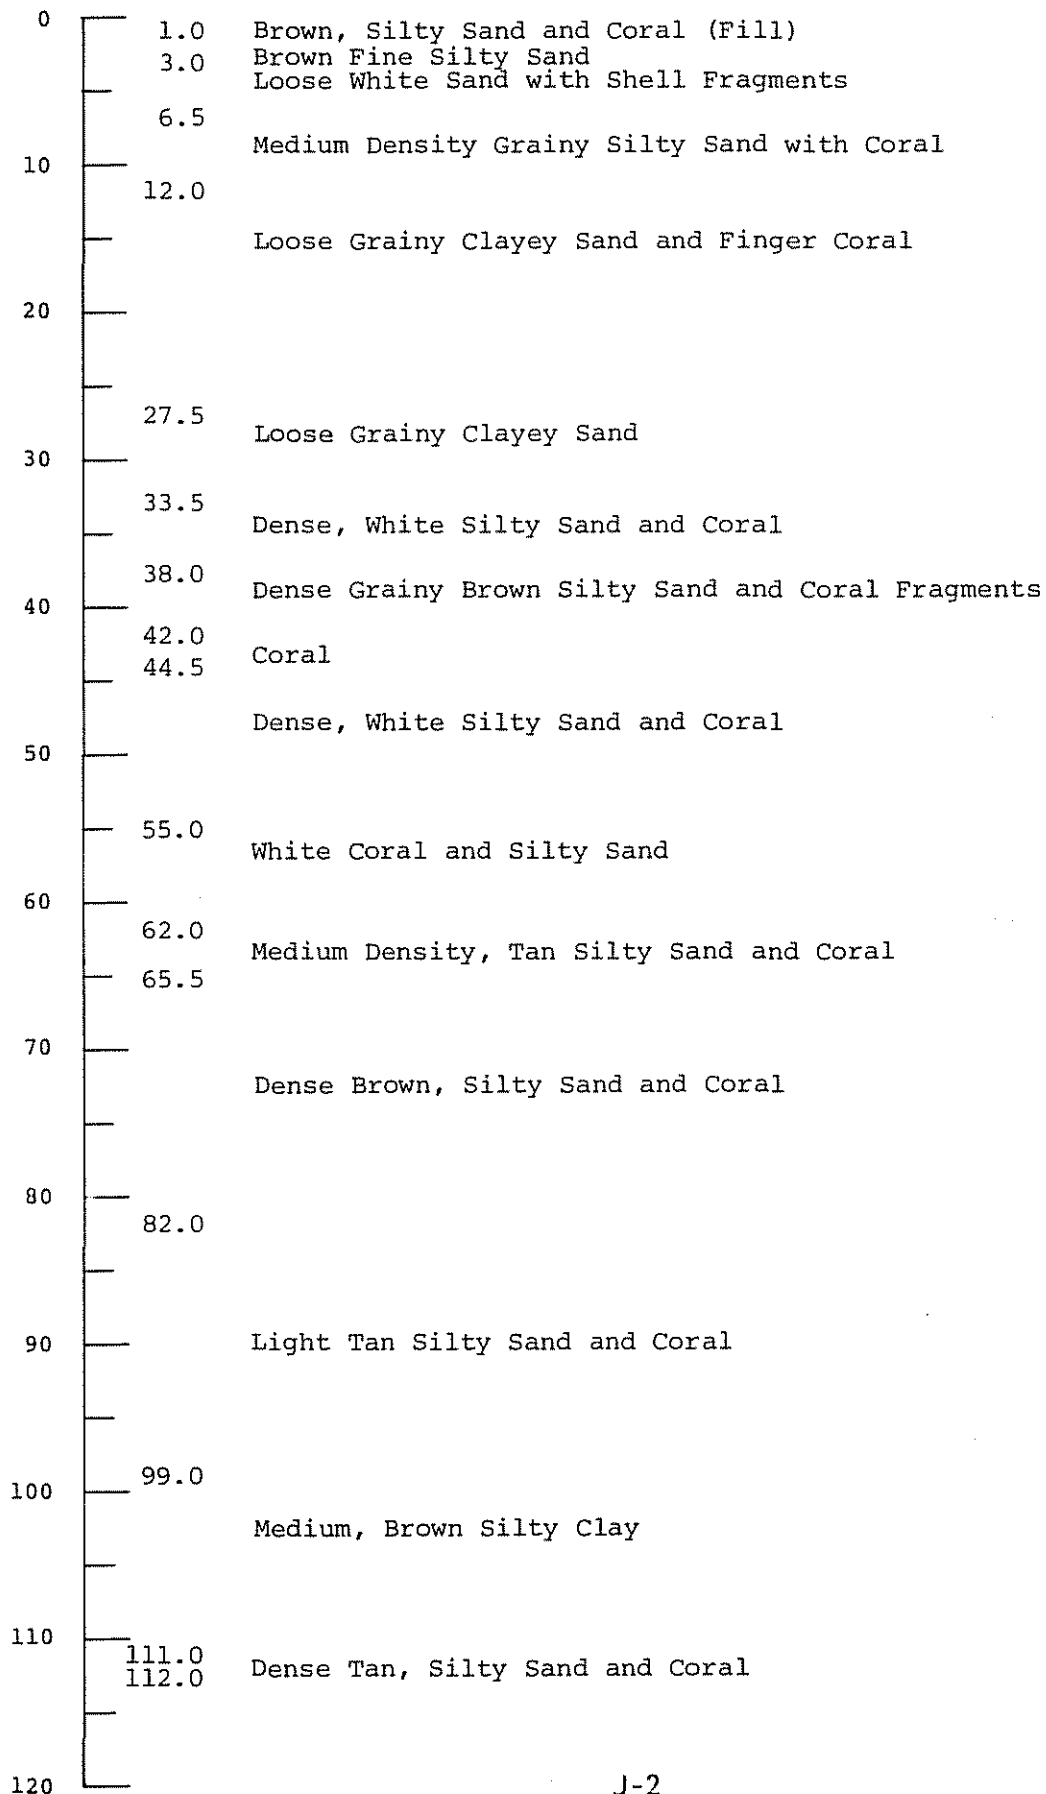 0
1.0 Brown, Silty Sand and Coral (Fill)
Brown Fine Silty Sand
3.0
Loose White Sand with Shell Fragments
6.5
Medium Density Grainy Silty Sand with Coral
10
12.0
Loose Grainy Clayey Sand and Finger Coral
20
27.5
Loose Grainy Clayey Sand
30
33.5
Dense, White Silty Sand and Coral
38.0
Dense Grainy Brown Silty Sand and Coral Fragments
40
42.0
Coral
44.5
Dense, White Silty Sand and Coral
50
55.0
White Coral and Silty Sand
60
62.0
Medium Density, Tan Silty Sand and Coral
65.5
70
Dense Brown, Silty Sand and Coral
80
82.0
90 Light Tan Silty Sand and Coral
99.0
100
Medium, Brown Silty Clay
110
111.0
Dense Tan, Silty Sand and Coral
112.0
120
J-2